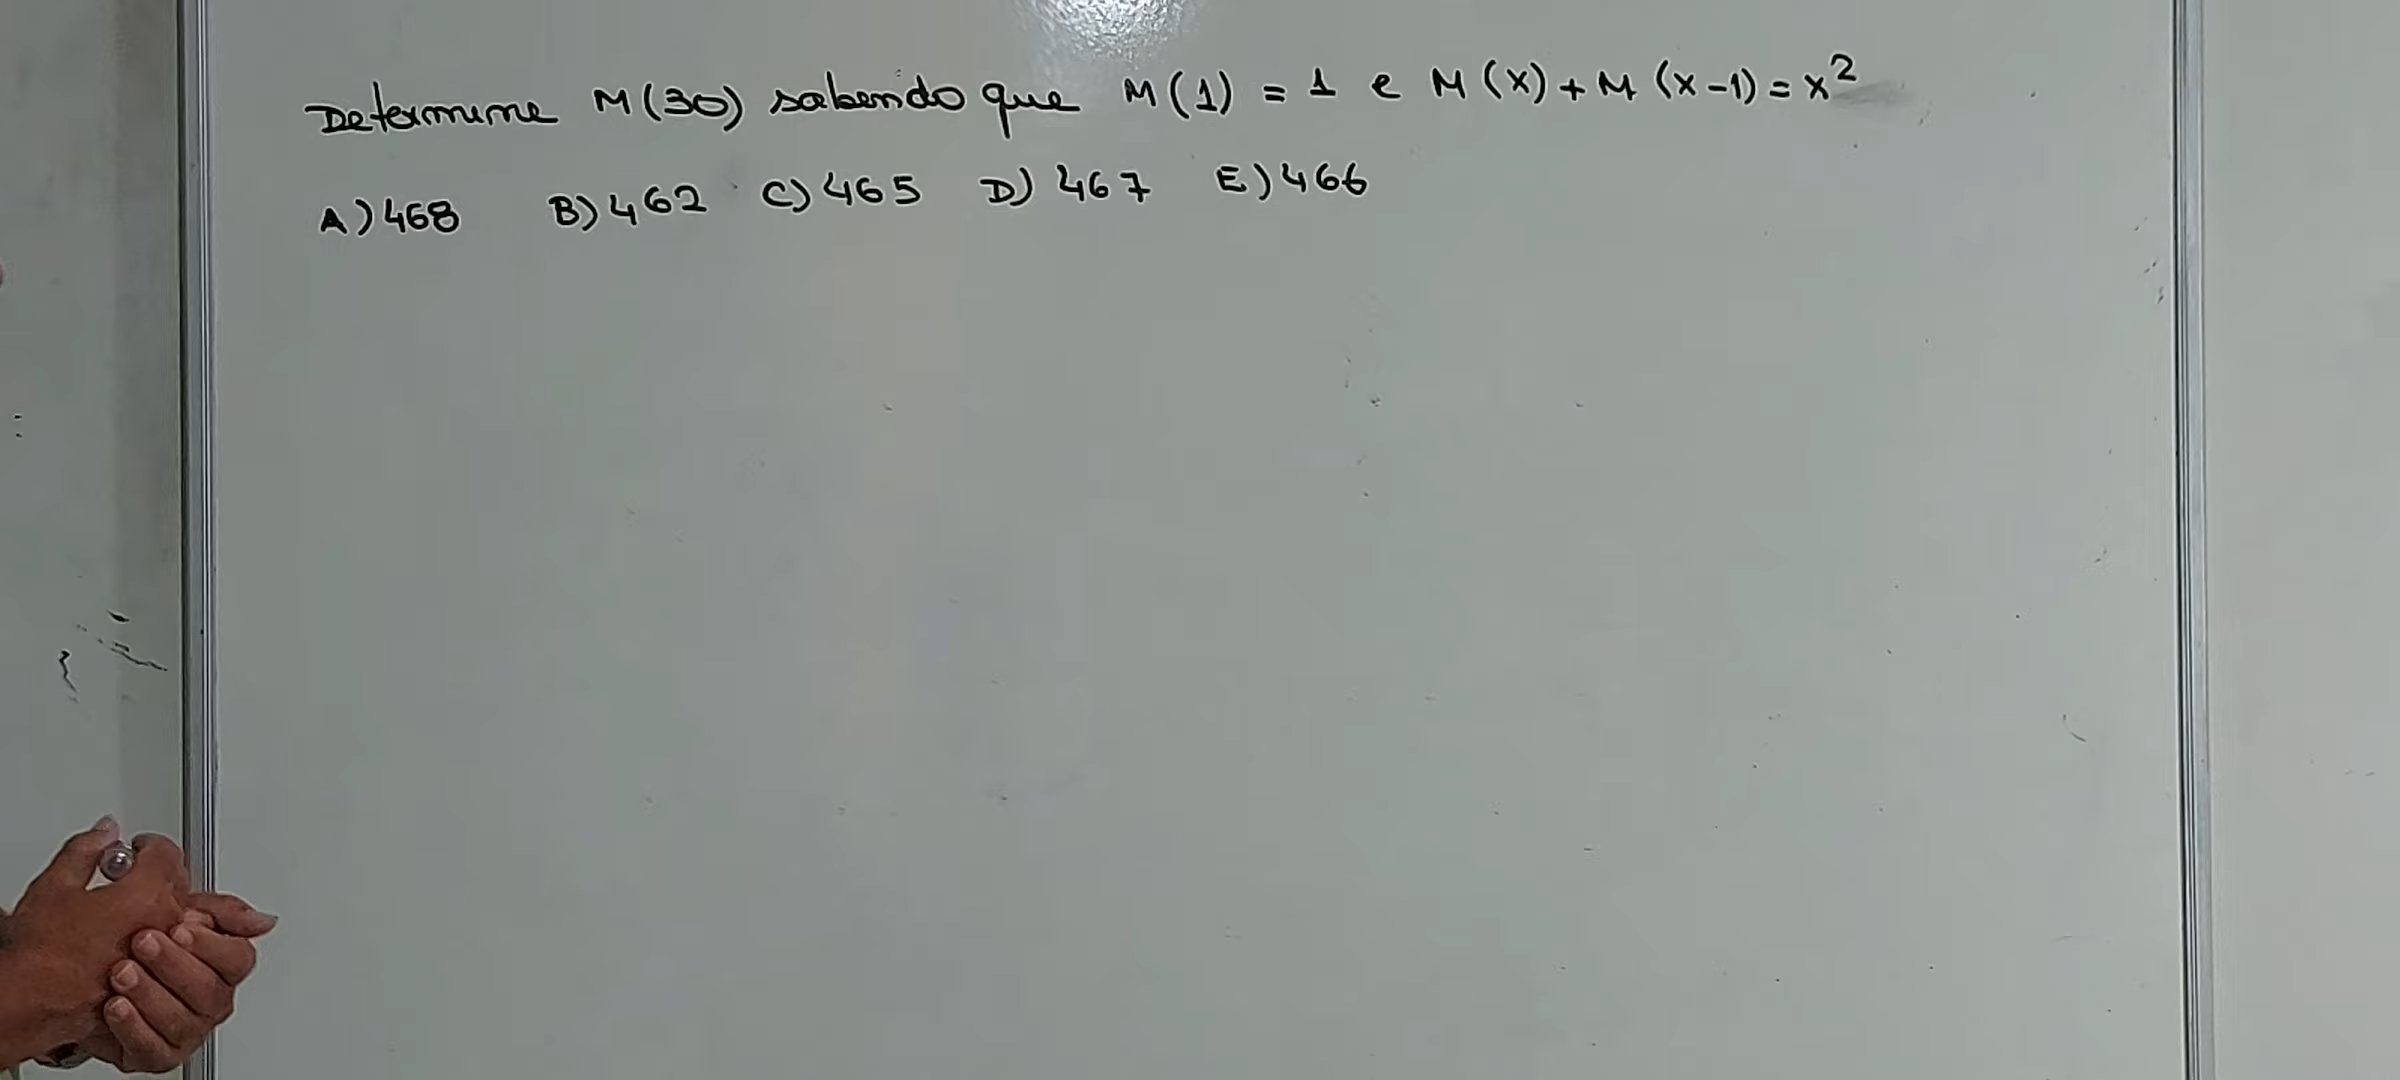 Determine M(30) sabendo que M(1) = 1 e M(x) + M(x-1) = x²
A) 468 B) 462 C) 465 D) 467 E) 466